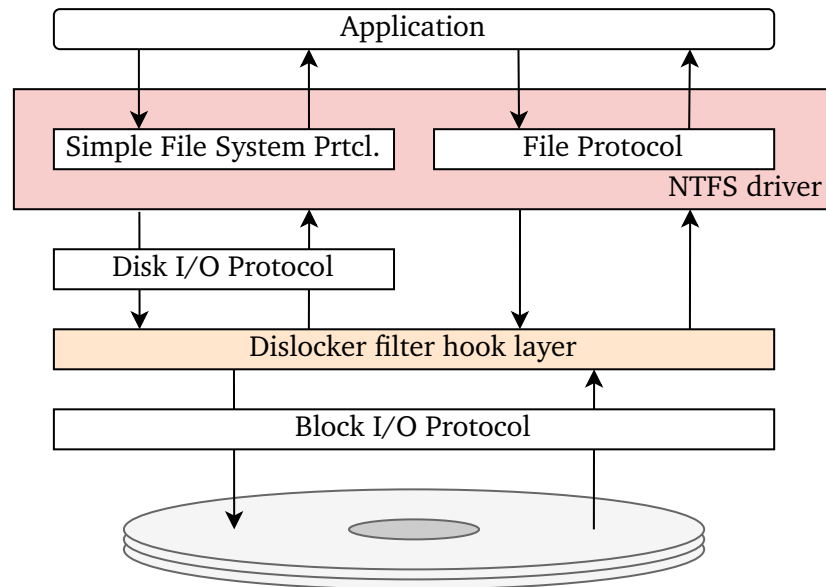 Application
Simple File System Prtcl.
File Protocol
NTFS driver
Disk I/O Protocol
Dislocker filter hook layer
Block I/O Protocol